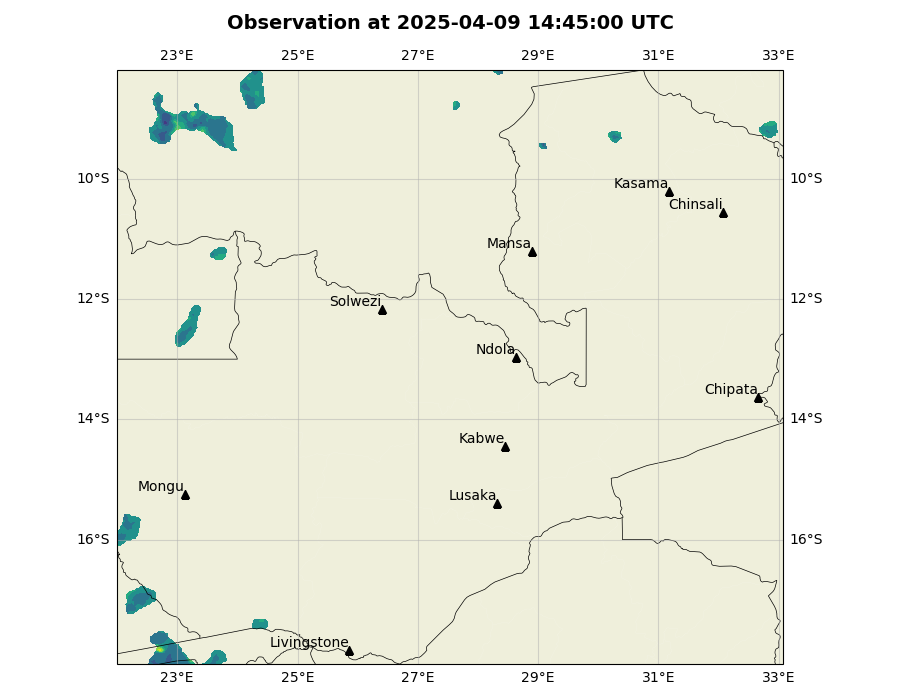 Observation at 2025-04-09 14:45:00 UTC
23°E 25°E 27°E 29°E 31°E 33°E
10°S 10°S
Kasama
Chinsali
Mansa
12°S 12°S
Solwezi
Ndola
Chipata
14°S 14°S
Kabwe
Mongu
Lusaka
16°S 16°S
Livingstone
23°E 25°E 27°E 29°E 31°E 33°E